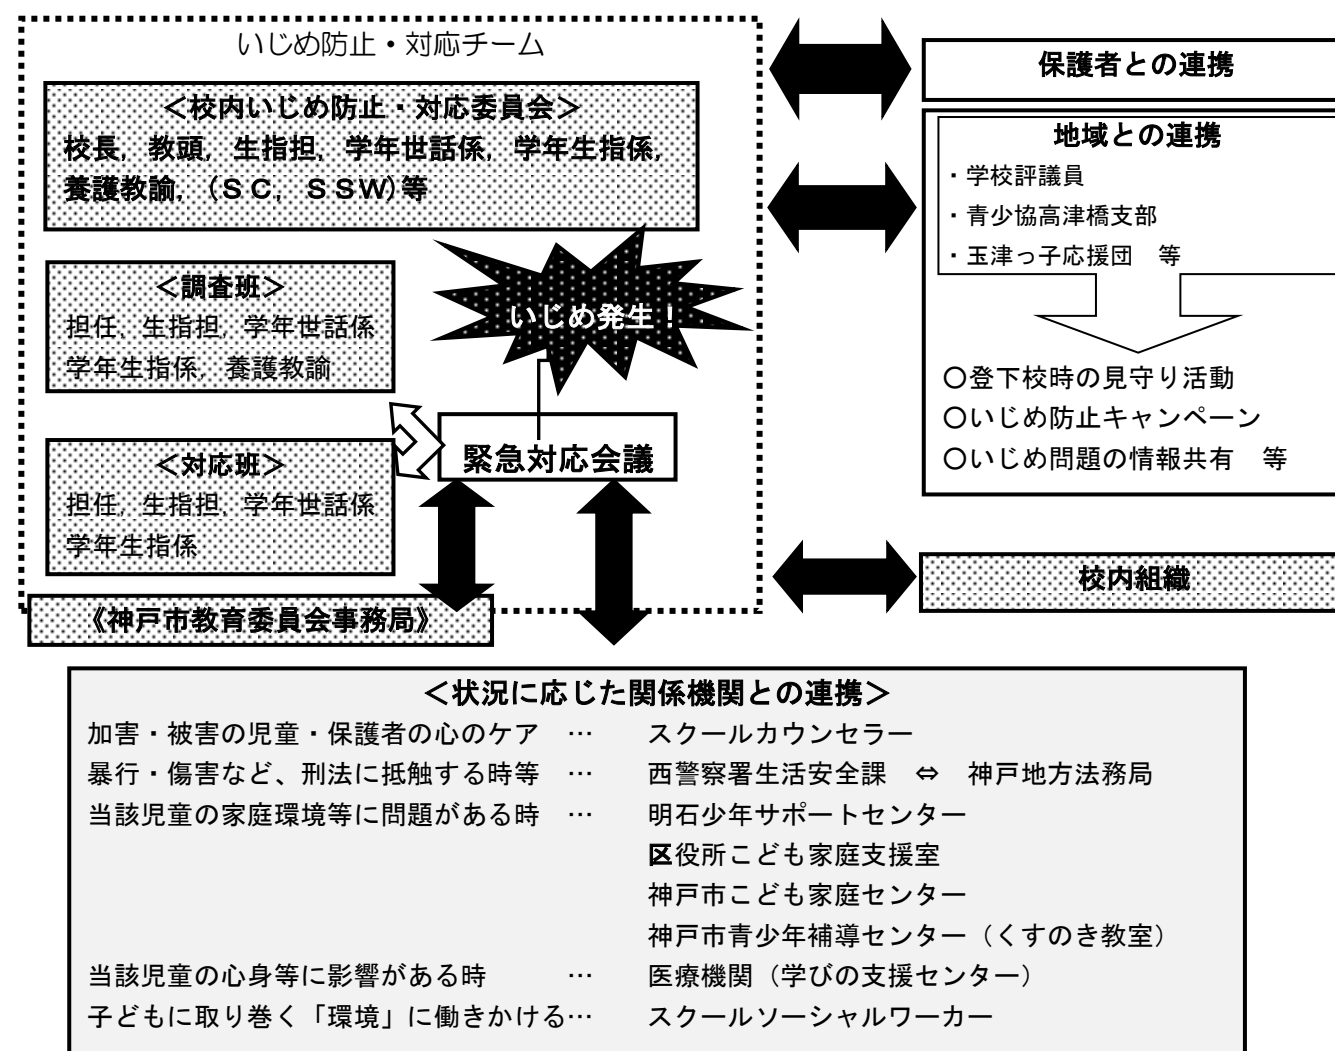 いじめ防止・対応チーム
＜校内いじめ防止・対応委員会＞
校長，教頭，生指担，学年世話係，学年生指係，
養護教諭，（ＳＣ，ＳＳＷ）等
＜調査班＞
担任，生指担，学年世話係
学年生指係，養護教諭
いじめ発生！
緊急対応会議
＜対応班＞
担任，生指担，学年世話係
学年生指係
《神戸市教育委員会事務局》
保護者との連携
地域との連携
・学校評議員
・青少協高津橋支部
・玉津っ子応援団　等
○登下校時の見守り活動
○いじめ防止キャンペーン
○いじめ問題の情報共有　等
校内組織
＜状況に応じた関係機関との連携＞
加害・被害の児童・保護者の心のケア　…　スクールカウンセラー
暴行・傷害など、刑法に抵触する時等　…　西警察署生活安全課　⇔　神戸地方法務局
当該児童の家庭環境等に問題がある時　…　明石少年サポートセンター
区役所こども家庭支援室
神戸市こども家庭センター
神戸市青少年補導センター（くすのき教室）
当該児童の心身等に影響がある時　…　医療機関（学びの支援センター）
子どもに取り巻く「環境」に働きかける…　スクールソーシャルワーカー